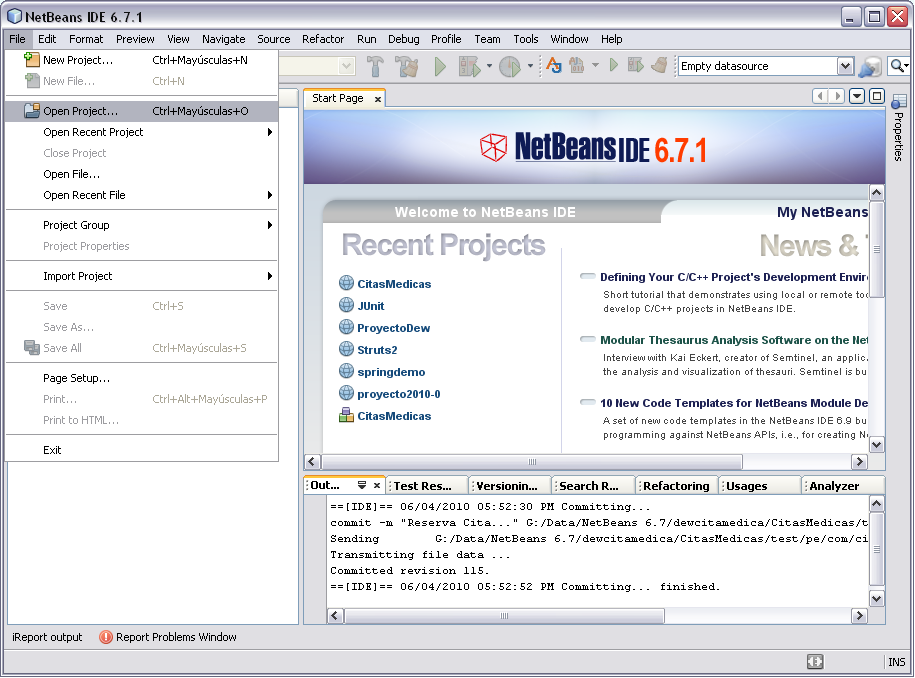 NetBeans IDE 6.7.1
File Edit Format Preview View Navigate Source Refactor Run Debug Profile Team Tools Window Help
Empty datasource
New Project... Ctrl+Mayúsculas+N
New File... Ctrl+N
Open Project... Ctrl+Mayúsculas+O
Open Recent Project
Close Project
Open File...
Open Recent File
Project Group
Project Properties
Import Project
Save Ctrl+S
Save As...
Save All Ctrl+Mayúsculas+S
Page Setup...
Print... Ctrl+Alt+Mayúsculas+P
Print to HTML...
Exit
Start Page
Properties
NetBeans IDE 6.7.1
Welcome to NetBeans IDE My NetBeans
Recent Projects
CitasMedicas
JUnit
ProyectoDew
Struts2
springdemo
proyecto2010-0
CitasMedicas
News &
Defining Your C/C++ Project's Development Envir
Short tutorial that demonstrates using local or remote too
develop C/C++ projects in NetBeans IDE.
Modular Thesaurus Analysis Software on the Net
Interview with Kai Eckert, creator of Semtinel, an applic
the analysis and visualization of thesauri. Semtinel is bu
10 New Code Templates for NetBeans Module De
A set of new code templates in the NetBeans IDE 6.9 bu
programming against NetBeans APIs, i.e., for creating Ne
Out... Test Res... Versionin... Search R... Refactoring Usages Analyzer
==[IDE]== 06/04/2010 05:52:30 PM Committing...
commit -m "Reserva Cita..." G:/Data/NetBeans 6.7/dewcitamedica/CitasMedicas/t
Sending G:/Data/NetBeans 6.7/dewcitamedica/CitasMedicas/test/pe/com/ci
Transmitting file data ...
Committed revision 115.
==[IDE]== 06/04/2010 05:52:52 PM Committing... finished.
iReport output Report Problems Window
INS